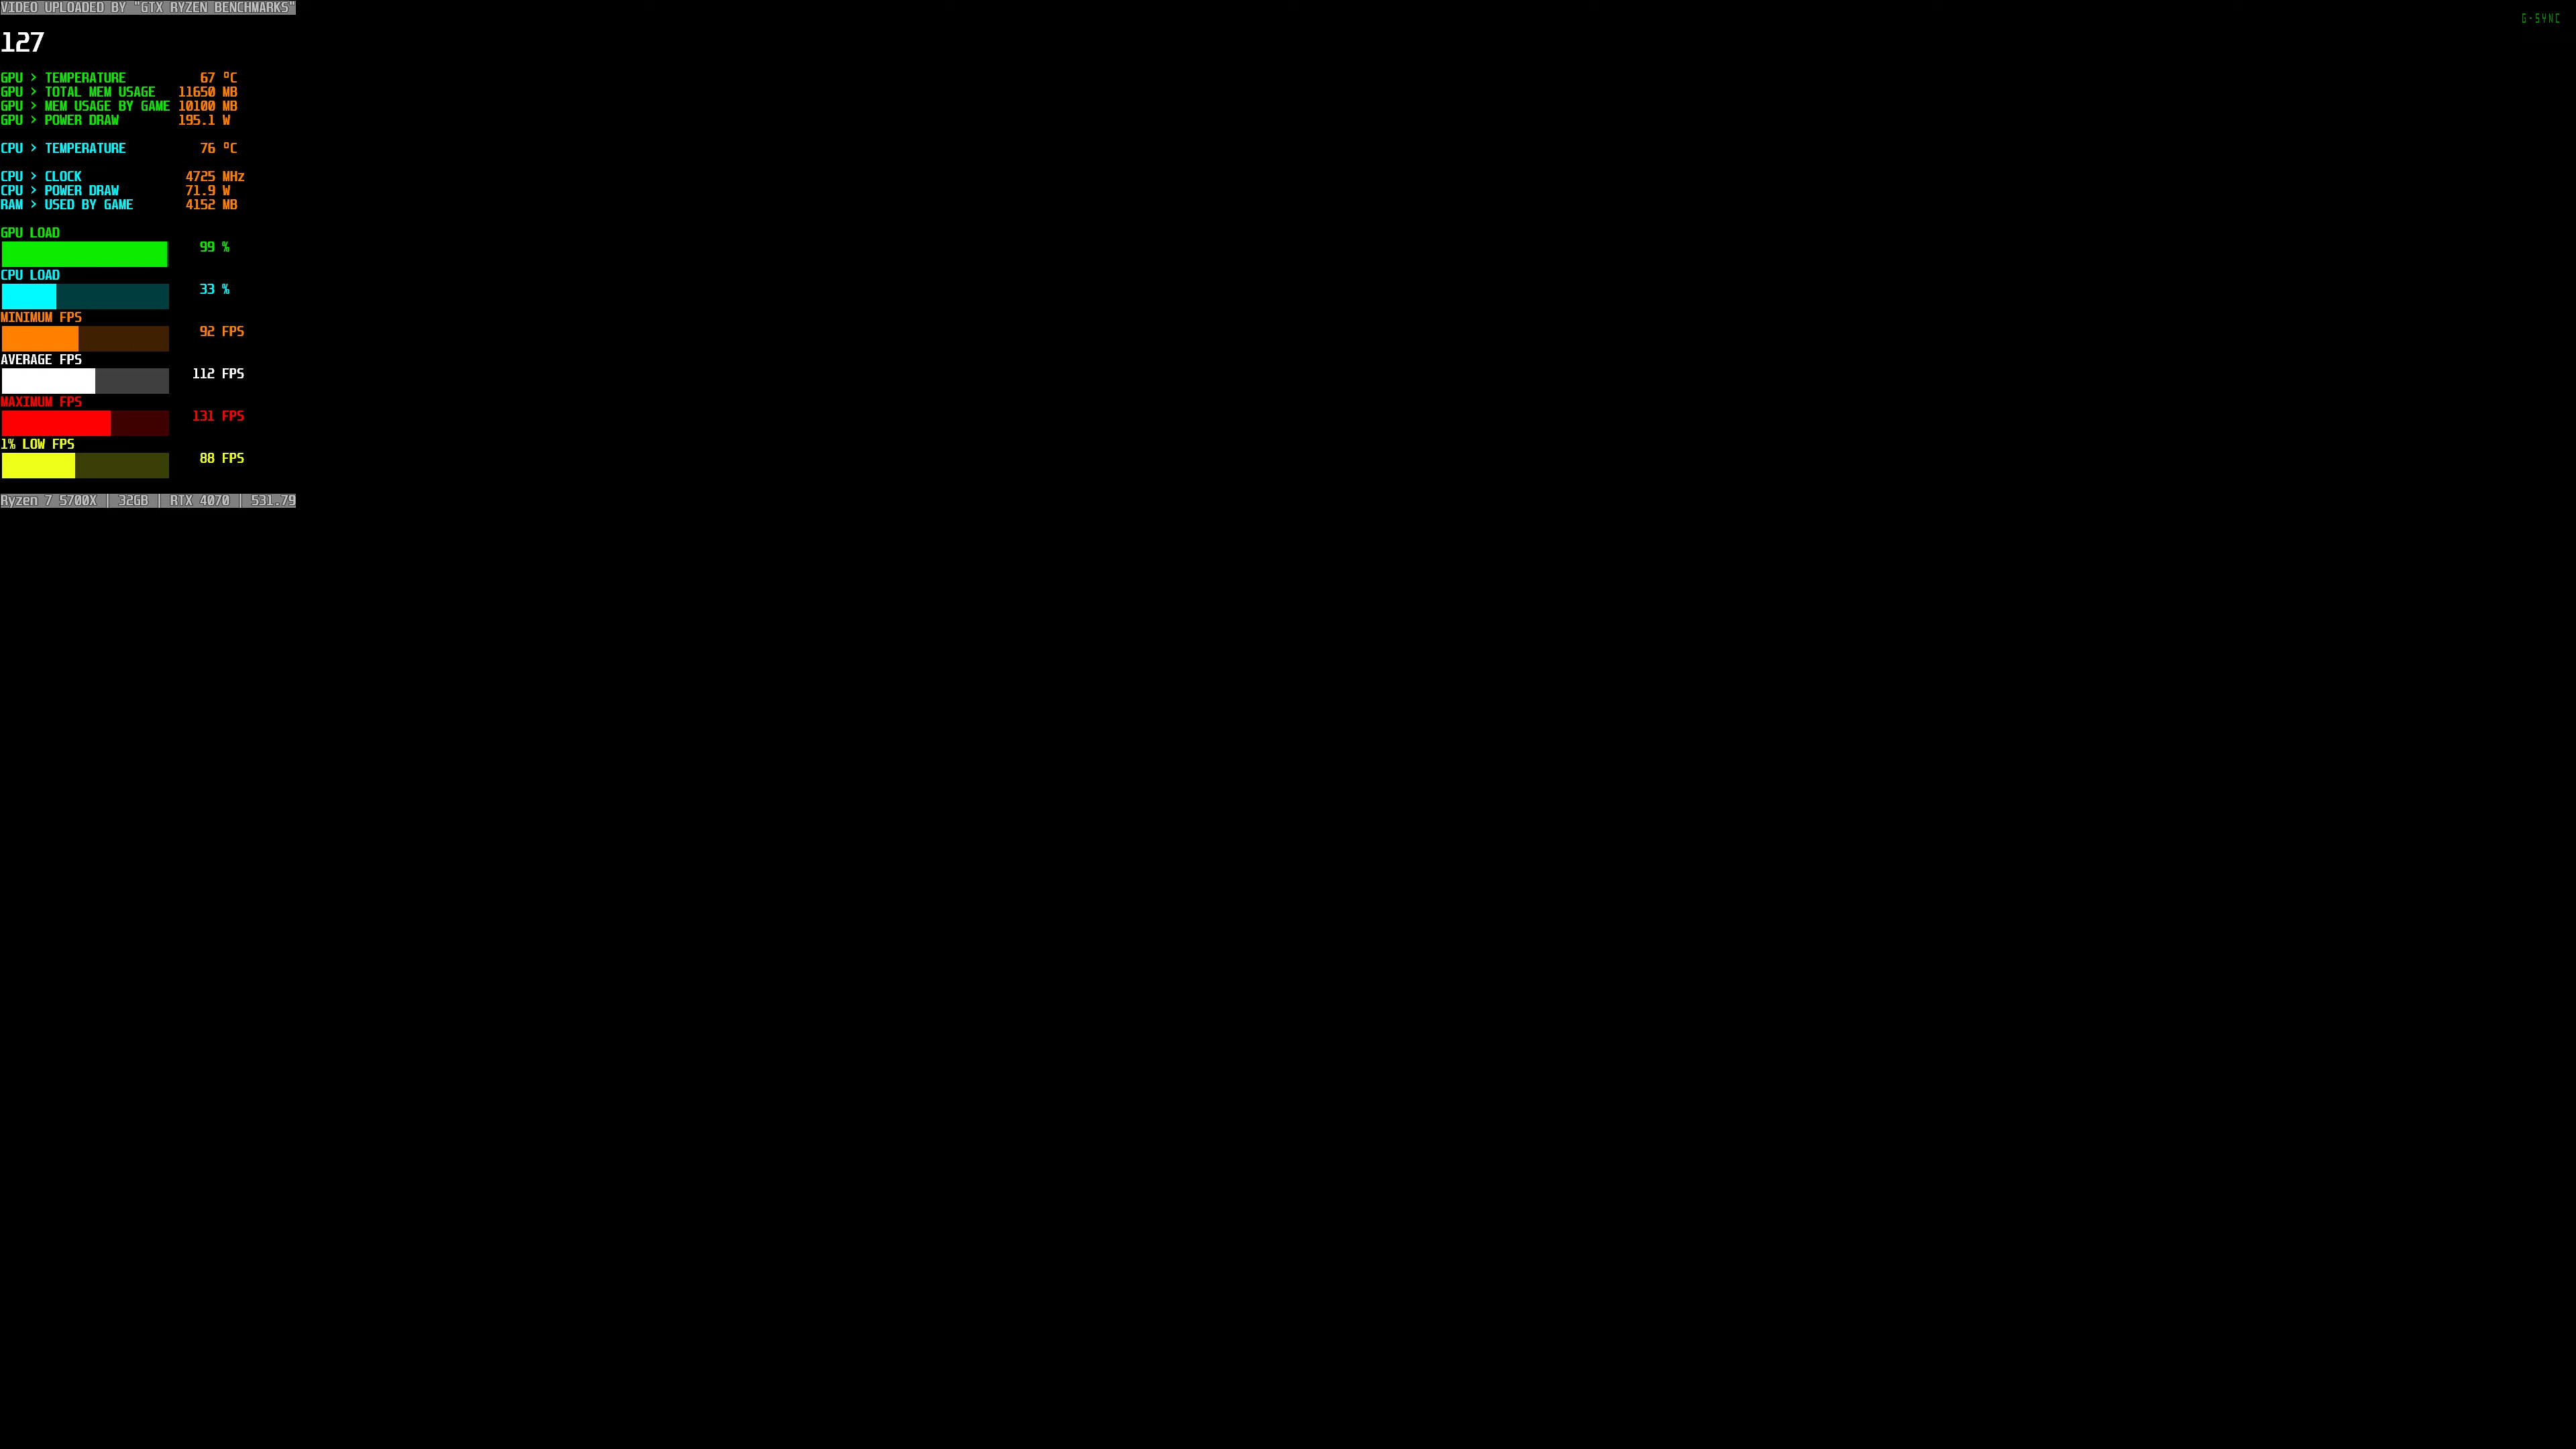 VIDEO UPLOADED BY "GTX RYZEN BENCHMARKS"
G-SYNC
127
GPU > TEMPERATURE 67 °C
GPU > TOTAL MEM USAGE 11650 MB
GPU > MEM USAGE BY GAME 10100 MB
GPU > POWER DRAW 195.1 W
CPU > TEMPERATURE 76 °C
CPU > CLOCK 4725 MHz
CPU > POWER DRAW 71.9 W
RAM > USED BY GAME 4152 MB
GPU LOAD
99 %
CPU LOAD
33 %
MINIMUM FPS
92 FPS
AVERAGE FPS
112 FPS
MAXIMUM FPS
131 FPS
1% LOW FPS
88 FPS
Ryzen 7 5700X | 32GB | RTX 4070 | 531.79